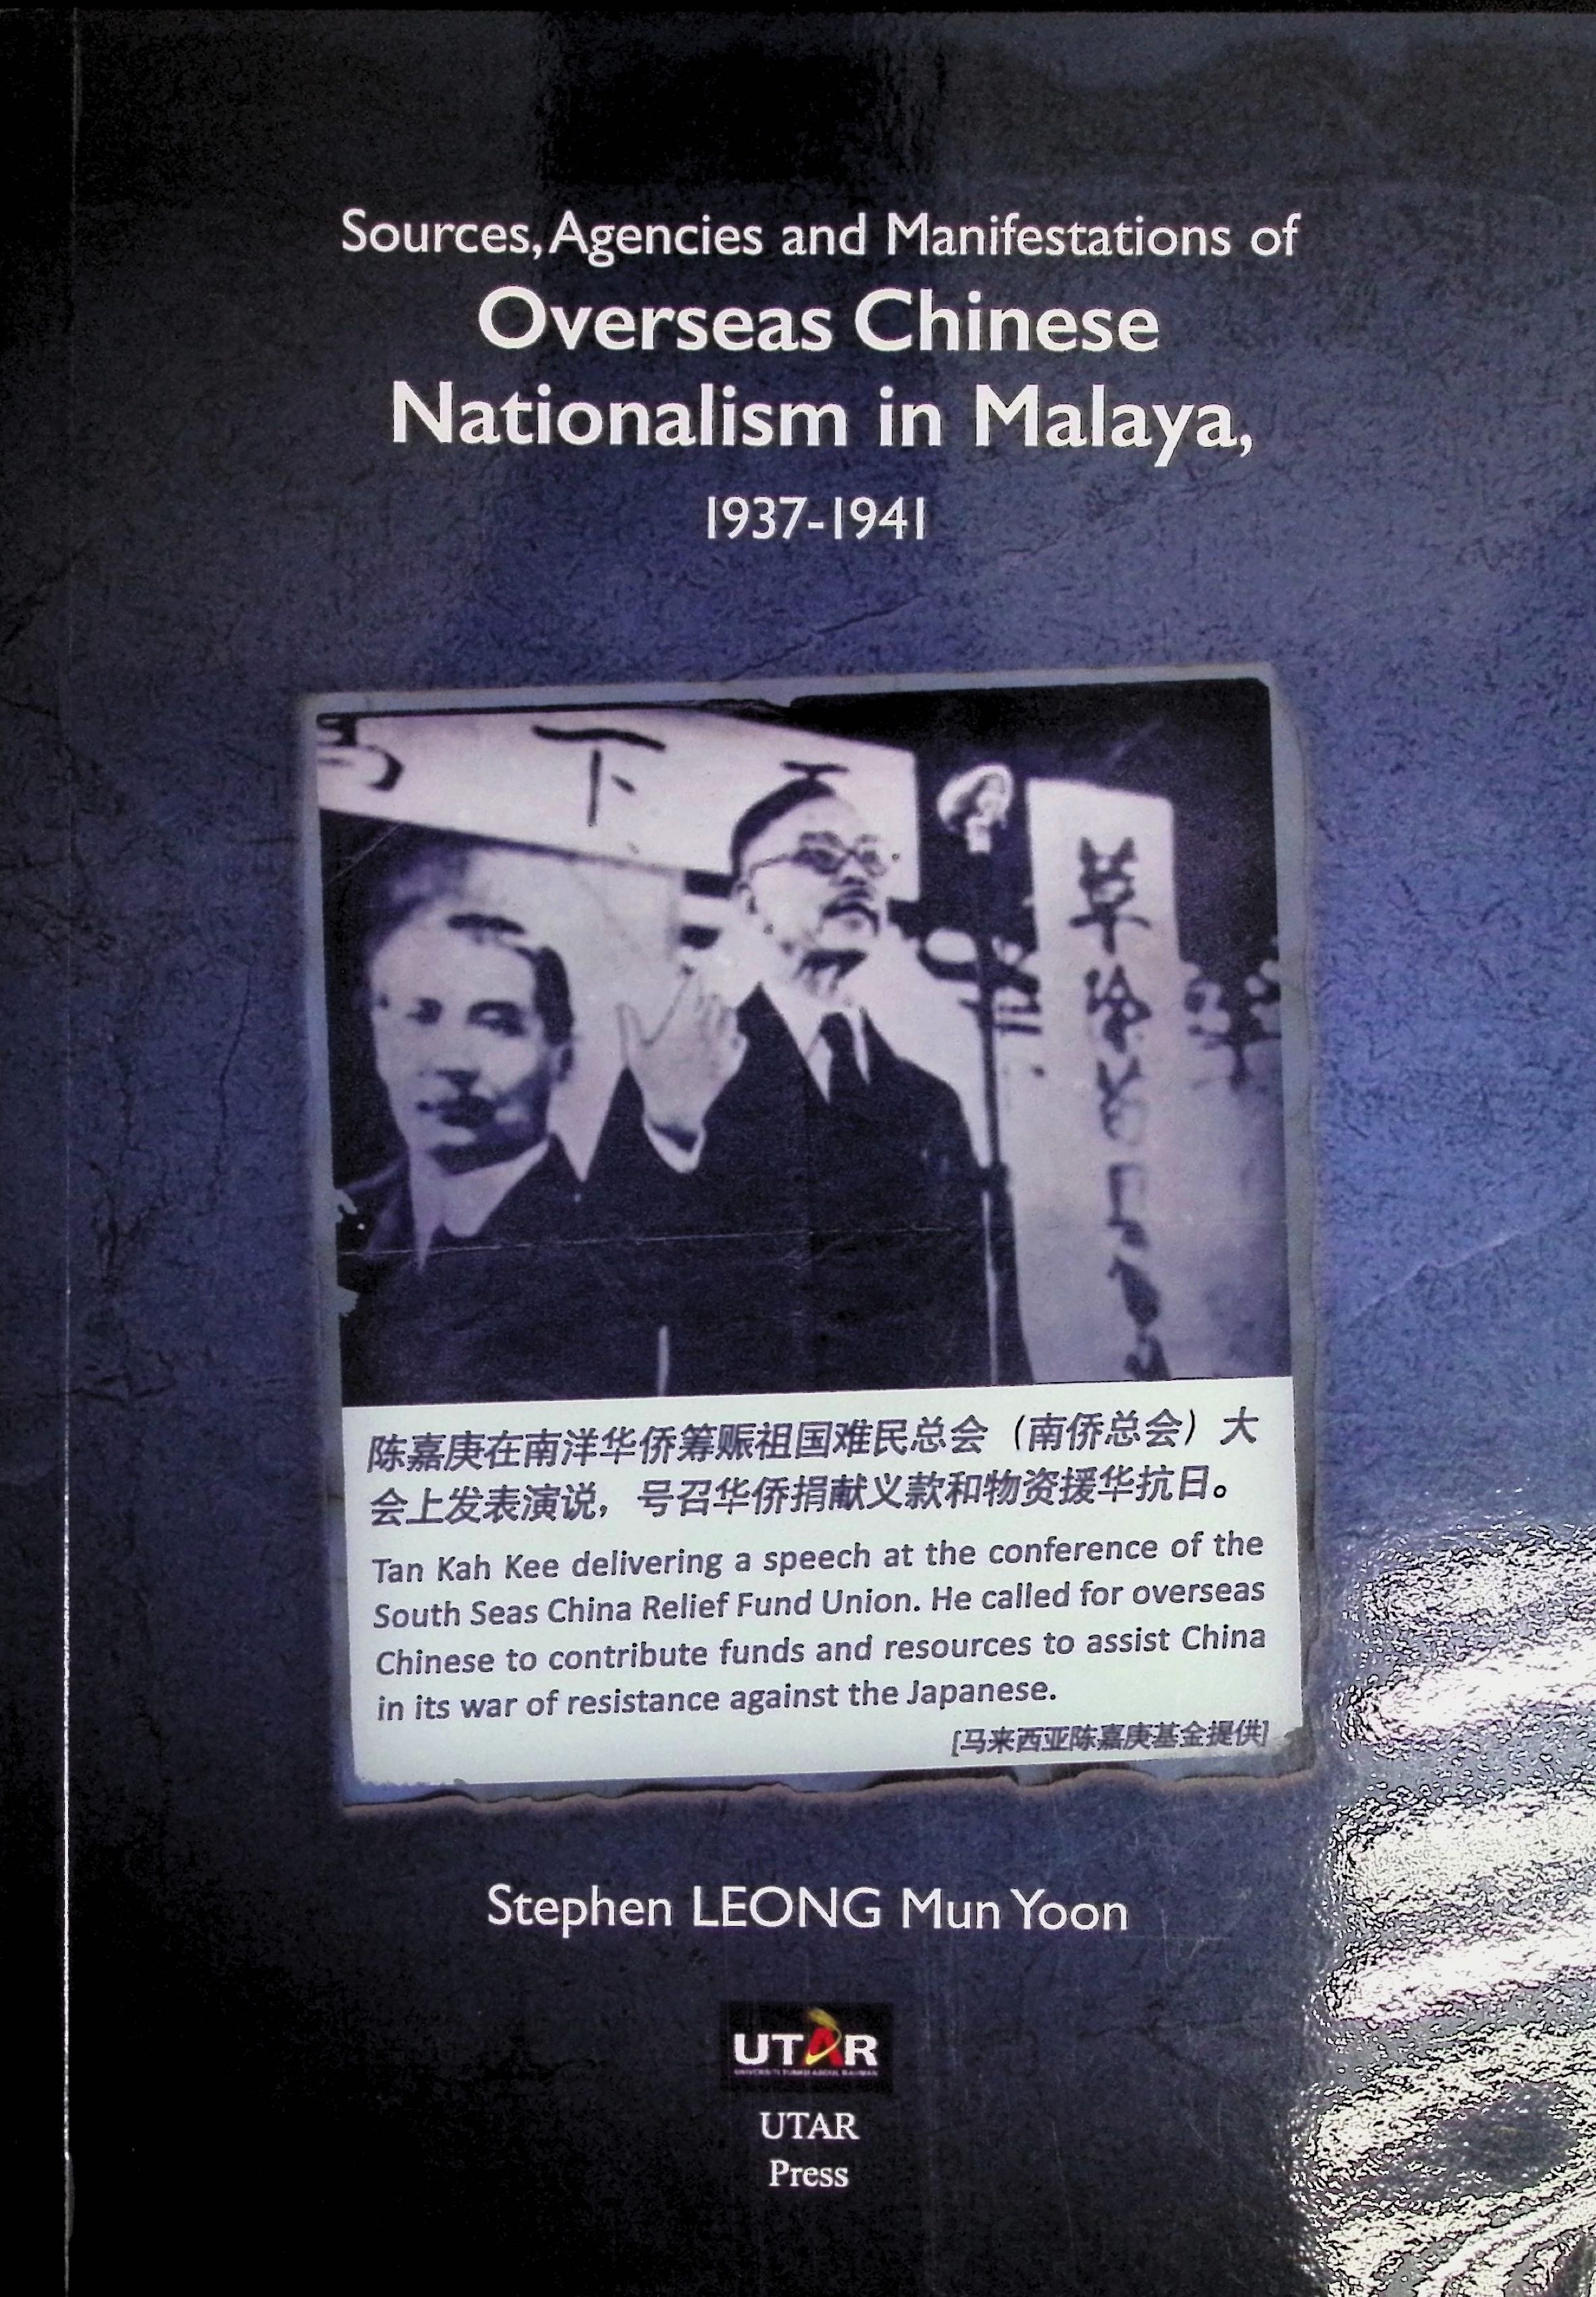 Sources, Agencies and Manifestations of
Overseas Chinese
Nationalism in Malaya,
1937-1941
下
草
陈嘉庚在南洋华侨筹赈祖国难民总会（南侨总会）大
会上发表演说，号召华侨捐献义款和物资援华抗日。
Tan Kah Kee delivering a speech at the conference of the
South Seas China Relief Fund Union. He called for overseas
Chinese to contribute funds and resources to assist China
in its war of resistance against the Japanese.
[马来西亚陈嘉庚基金提供]
Stephen LEONG Mun Yoon
UTAR
UNIVERSITI TUNKU ABDUL RAHMAN
UTAR
Press